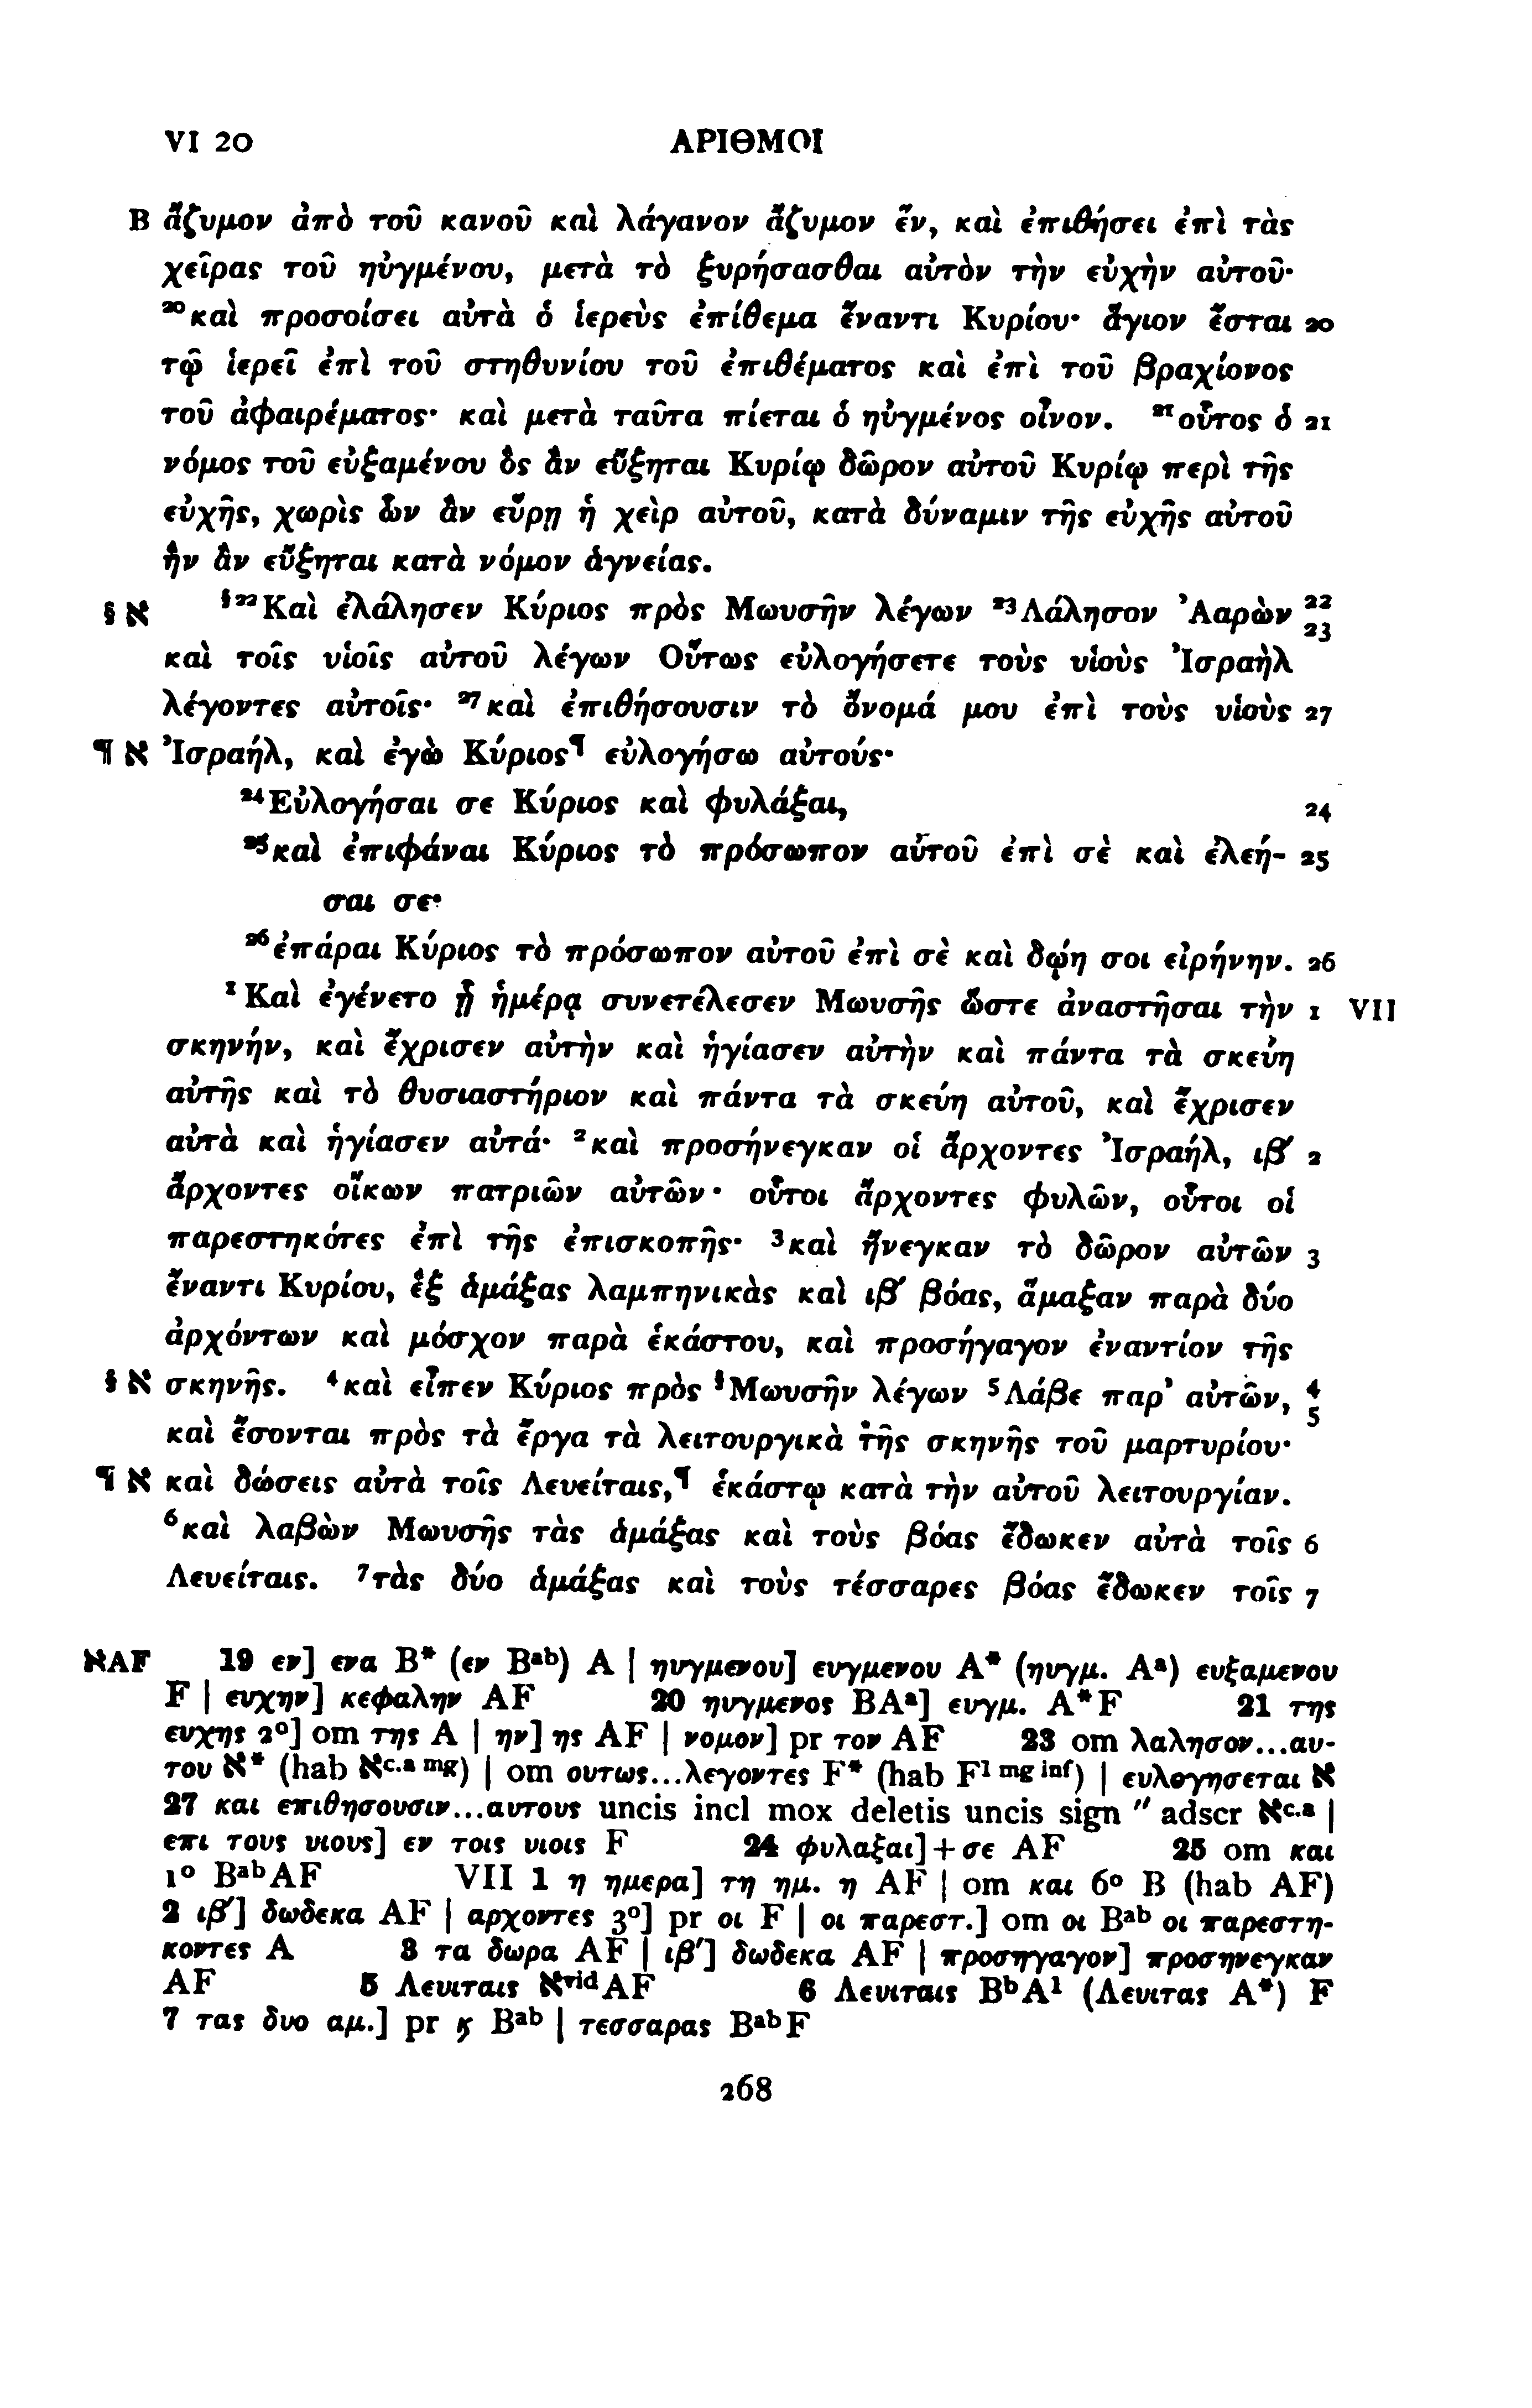 VI 20 ΑΡΙΘΜΟΙ
B ἄζυμον ἀπὸ τοῦ κανοῦ καὶ λάγανον ἄζυμον ἕν, καὶ ἐπιθήσει ἐπὶ τὰς
χεῖρας τοῦ ηὐγμένου, μετὰ τὸ ξυρήσασθαι αὐτὸν τὴν εὐχὴν αὐτοῦ·
²⁰καὶ προσοίσει αὐτὰ ὁ ἱερεὺς ἐπίθεμα ἔναντι Κυρίου· ἅγιον ἔσται 20
τῷ ἱερεῖ ἐπὶ τοῦ στηθυνίου τοῦ ἐπιθέματος καὶ ἐπὶ τοῦ βραχίονος
τοῦ ἀφαιρέματος· καὶ μετὰ ταῦτα πίεται ὁ ηὐγμένος οἶνον. ²¹οὗτος ὁ 21
νόμος τοῦ εὐξαμένου ὃς ἂν εὔξηται Κυρίῳ δῶρον αὐτοῦ Κυρίῳ περὶ τῆς
εὐχῆς, χωρὶς ὧν ἂν εὕρῃ ἡ χεὶρ αὐτοῦ, κατὰ δύναμιν τῆς εὐχῆς αὐτοῦ
ἣν ἂν εὔξηται κατὰ νόμον ἁγνείας.
§ א §²²Καὶ ἐλάλησεν Κύριος πρὸς Μωυσῆν λέγων ²³Λάλησον Ἀαρὼν 22 23
καὶ τοῖς υἱοῖς αὐτοῦ λέγων Οὕτως εὐλογήσετε τοὺς υἱοὺς Ἰσραὴλ
λέγοντες αὐτοῖς· ²⁷καὶ ἐπιθήσουσιν τὸ ὄνομά μου ἐπὶ τοὺς υἱοὺς 27
¶ א Ἰσραήλ, καὶ ἐγὼ Κύριος¶ εὐλογήσω αὐτούς·
²⁴Εὐλογήσαι σε Κύριος καὶ φυλάξαι, 24
²⁵καὶ ἐπιφάναι Κύριος τὸ πρόσωπον αὐτοῦ ἐπὶ σὲ καὶ ἐλεή- 25
σαι σε·
²⁶ἐπάραι Κύριος τὸ πρόσωπον αὐτοῦ ἐπὶ σὲ καὶ δῴη σοι εἰρήνην. 26
¹Καὶ ἐγένετο ᾗ ἡμέρᾳ συνετέλεσεν Μωυσῆς ὥστε ἀναστῆσαι τὴν 1 VII
σκηνήν, καὶ ἔχρισεν αὐτὴν καὶ ἡγίασεν αὐτὴν καὶ πάντα τὰ σκεύη
αὐτῆς καὶ τὸ θυσιαστήριον καὶ πάντα τὰ σκεύη αὐτοῦ, καὶ ἔχρισεν
αὐτὰ καὶ ἡγίασεν αὐτά· ²καὶ προσήνεγκαν οἱ ἄρχοντες Ἰσραήλ, ιβ´ 2
ἄρχοντες οἴκων πατριῶν αὐτῶν· οὗτοι ἄρχοντες φυλῶν, οὗτοι οἱ
παρεστηκότες ἐπὶ τῆς ἐπισκοπῆς· ³καὶ ἤνεγκαν τὸ δῶρον αὐτῶν 3
ἔναντι Κυρίου, ἓξ ἁμάξας λαμπηνικὰς καὶ ιβ´ βόας, ἅμαξαν παρὰ δύο
ἀρχόντων καὶ μόσχον παρὰ ἑκάστου, καὶ προσήγαγον ἐναντίον τῆς
§ א σκηνῆς. ⁴καὶ εἶπεν Κύριος πρὸς §Μωυσῆν λέγων ⁵Λάβε παρ’ αὐτῶν, 4 5
καὶ ἔσονται πρὸς τὰ ἔργα τὰ λειτουργικὰ τῆς σκηνῆς τοῦ μαρτυρίου·
¶ א καὶ δώσεις αὐτὰ τοῖς Λευείταις,¶ ἑκάστῳ κατὰ τὴν αὐτοῦ λειτουργίαν.
⁶καὶ λαβὼν Μωυσῆς τὰς ἁμάξας καὶ τοὺς βόας ἔδωκεν αὐτὰ τοῖς 6
Λευείταις. ⁷τὰς δύο ἁμάξας καὶ τοὺς τέσσαρες βόας ἔδωκεν τοῖς 7
אAF 19 εν] ενα B* (εν Bᵃᵇ) A | ηυγμενου] ευγμενου A* (ηυγμ. Aᵃ) ευξαμενου
F | ευχην] κεφαλην AF 20 ηυγμενος BAᵃ] ευγμ. A*F 21 της
ευχης 2°] om της A | ην] ης AF | νομον] pr τον AF 23 om λαλησον...αυ-
του א* (hab אᶜ·ᵃ ᵐᵍ) | om ουτως...λεγοντες F* (hab F¹ ᵐᵍ ⁱⁿᶠ) | ευλογησεται א
27 και επιθησουσιν...αυτους uncis incl mox deletis uncis sign ″ adscr אᶜ·ᵃ |
επι τους υιους] εν τοις υιοις F 24 φυλαξαι]+σε AF 25 om και
1° BᵃᵇAF VII 1 η ημερα] τη ημ. η AF | om και 6° B (hab AF)
2 ιβ´] δωδεκα AF | αρχοντες 3°] pr οι F | οι παρεστ.] om οι Bᵃᵇ οι παρεστη-
κοντες A 3 τα δωρα AF | ιβ´] δωδεκα AF | προσηγαγον] προσηνεγκαν
AF 5 Λευιταις אᵛⁱᵈAF 6 Λευιταις BᵇA¹ (Λευιτας A*) F
7 τας δυο αμ.] pr ϗ Bᵃᵇ | τεσσαρας BᵃᵇF
268